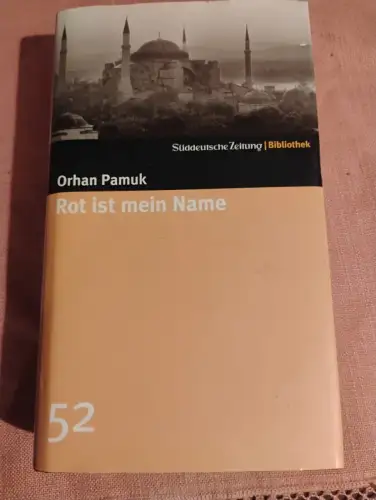 Süddeutsche Zeitung | Bibliothek
Orhan Pamuk
Rot ist mein Name
52